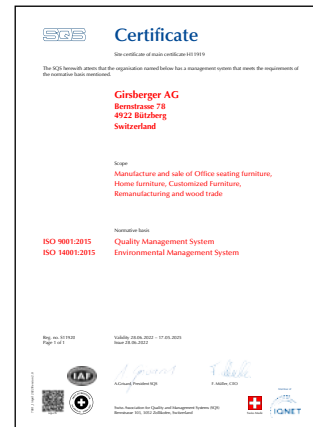 SQS
Certificate
Site certificate of main certificate H11919
The SQS herewith attests that the organisation named below has a management system that meets the requirements of
the normative basis mentioned.
Girsberger AG
Bernstrasse 78
4922 Bützberg
Switzerland
Scope
Manufacture and sale of Office seating furniture,
Home furniture, Customized Furniture,
Remanufacturing and wood trade
Normative basis
ISO 9001:2015 Quality Management System
ISO 14001:2015 Environmental Management System
Reg. no. S11920 Validity 28.06.2022 – 17.05.2025
Page 1 of 1 Issue 28.06.2022
IAF
A. Grisard, President SQS F. Müller, CEO
Swiss Association for Quality and Management Systems (SQS)
Bernstrasse 103, 3052 Zollikofen, Switzerland
IQNET